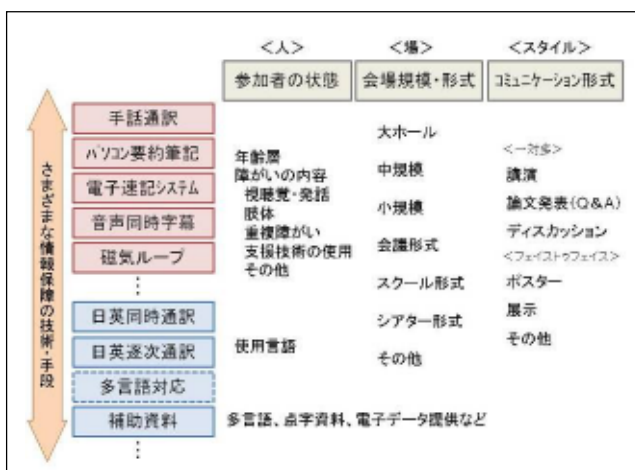 ＜人＞ ＜場＞ ＜スタイル＞
参加者の状態 会場規模・形式 コミュニケーション形式
さまざまな情報保障の技術・手段
手話通訳
パソコン要約筆記
電子速記システム
音声同時字幕
磁気ループ
⋮
日英同時通訳
日英逐次通訳
多言語対応
補助資料
⋮
年齢層
障がいの内容
視聴覚・発話
肢体
重複障がい
支援技術の使用
その他
使用言語
多言語、点字資料、電子データ提供など
大ホール
中規模
小規模
会議形式
スクール形式
シアター形式
その他
＜一対多＞
講演
論文発表(Q&A)
ディスカッション
＜フェイストゥフェイス＞
ポスター
展示
その他